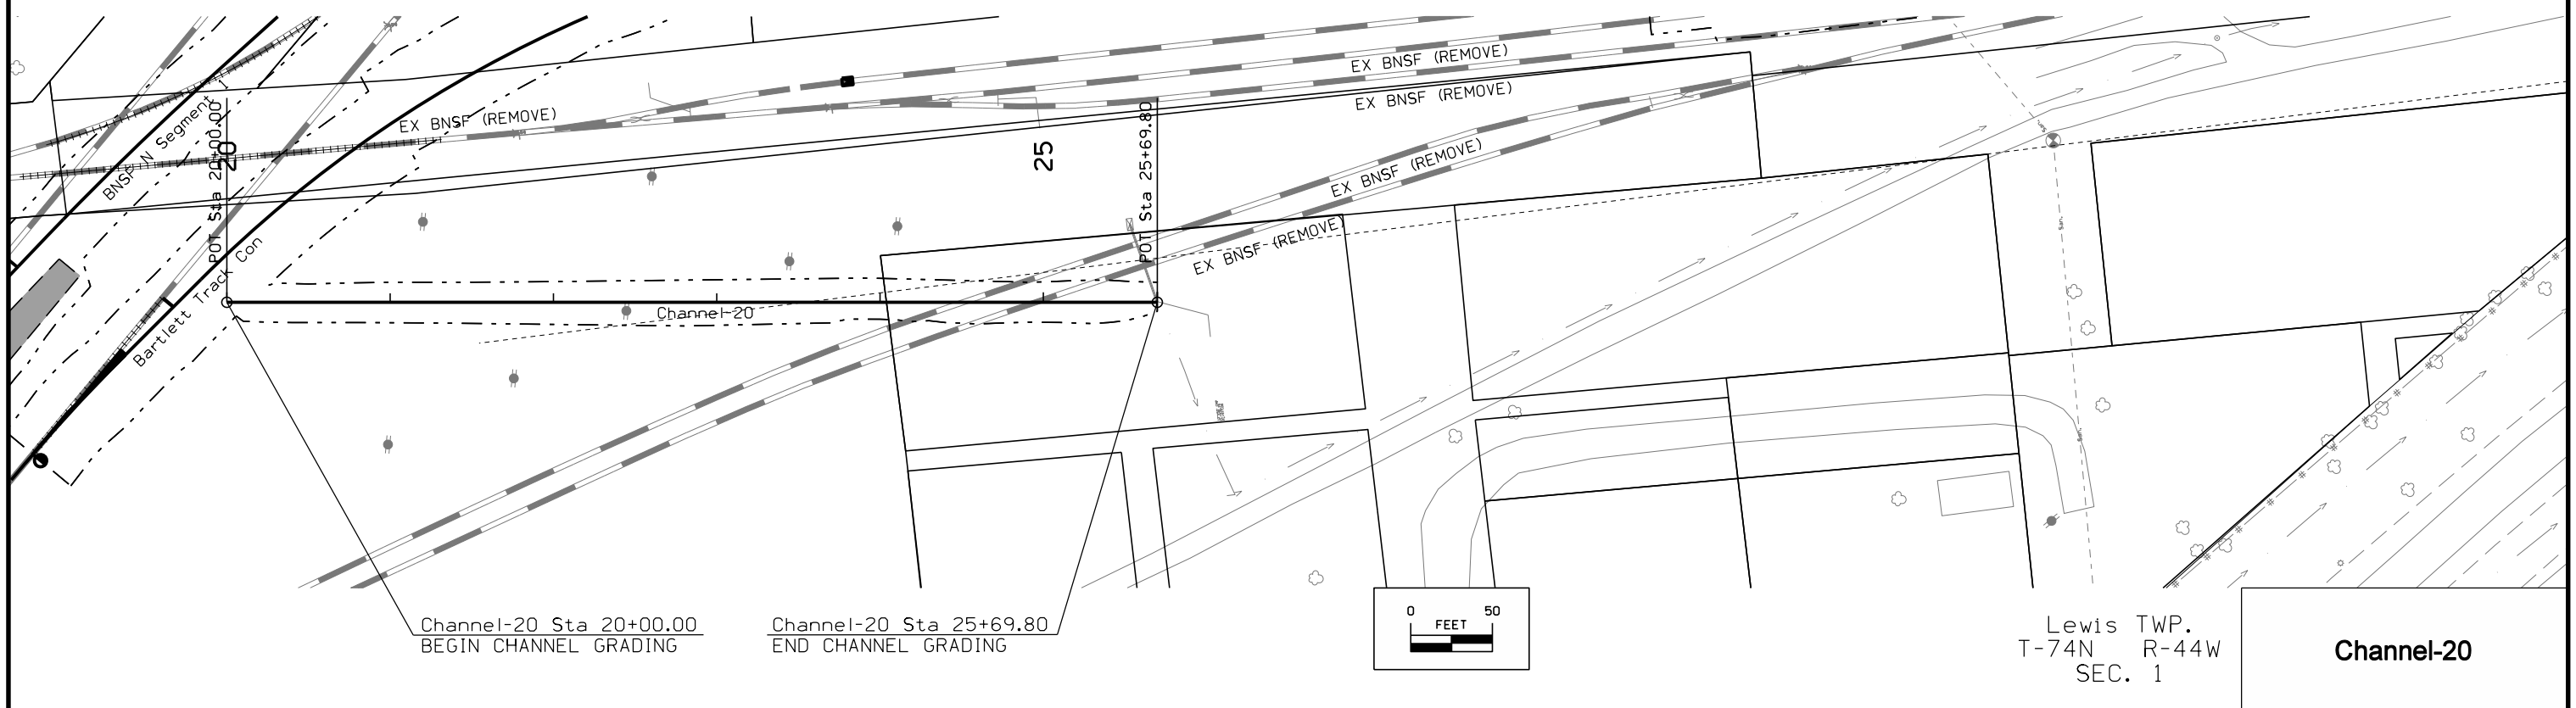 EX BNSF (REMOVE)
EX BNSF (REMOVE)
EX BNSF (REMOVE)
EX BNSF (REMOVE)
EX BNSF (REMOVE)
BNSF N Segment 1
POT Sta 20+00.00
20
25
POT Sta 25+69.80
Bartlett Track Con
Channel-20
Channel-20 Sta 20+00.00
BEGIN CHANNEL GRADING
Channel-20 Sta 25+69.80
END CHANNEL GRADING
0 50
FEET
Lewis TWP.
T-74N R-44W
SEC. 1
Channel-20